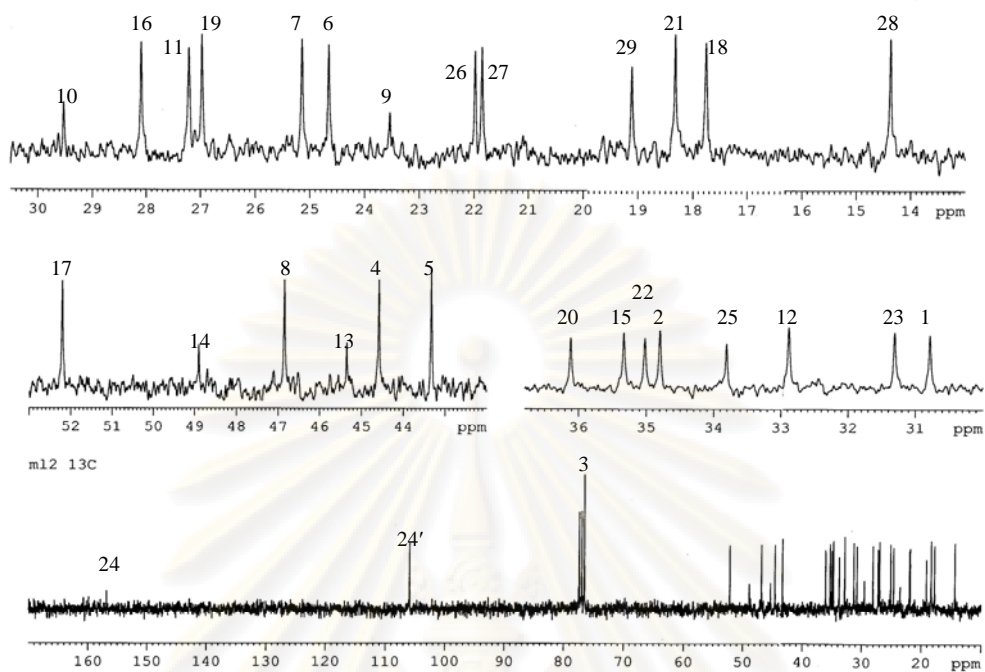 16 19 7 6 21 28
11 29 18
26 27
10 9
30 29 28 27 26 25 24 23 22 21 20 19 18 17 16 15 14 ppm
17 8 4 5
22
14 13 20 15 2 25 12 23 1
52 51 50 49 48 47 46 45 44 ppm 36 35 34 33 32 31 ppm
ml2 13C
3
24′
24
160 150 140 130 120 110 100 90 80 70 60 50 40 30 20 ppm